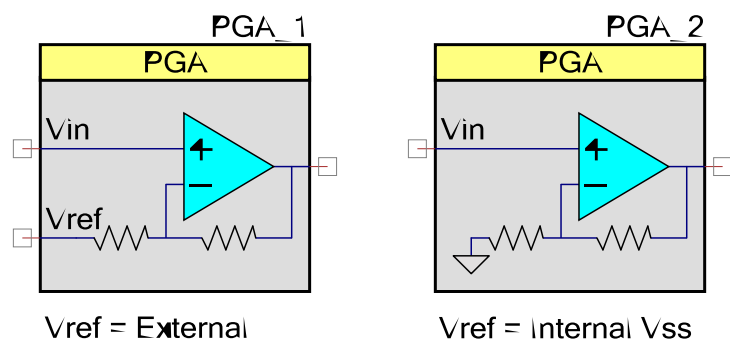 PGA_1
PGA
Vin
Vref
Vref = External
PGA_2
PGA
Vin
Vref = Internal Vss